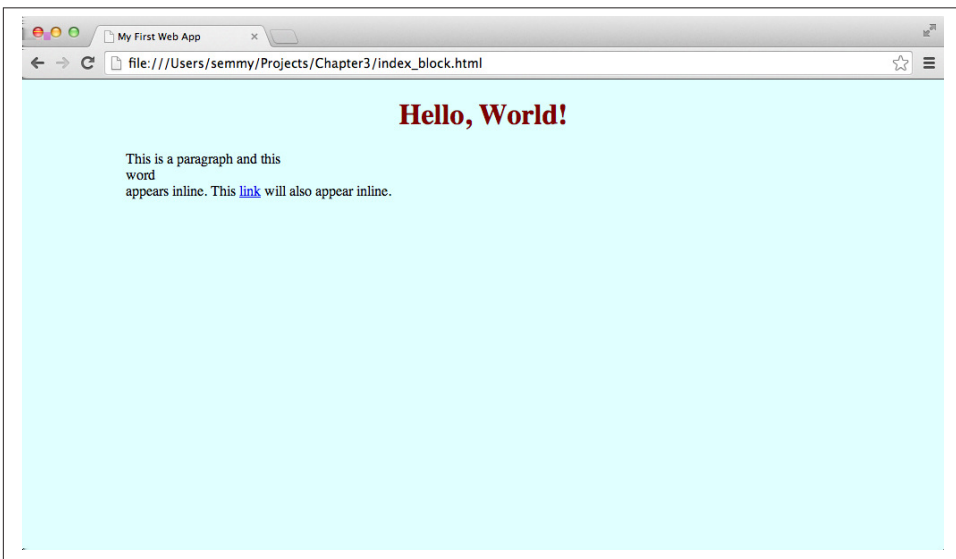 My First Web App
file:///Users/semmy/Projects/Chapter3/index_block.html
Hello, World!
This is a paragraph and this
word
appears inline. This link will also appear inline.